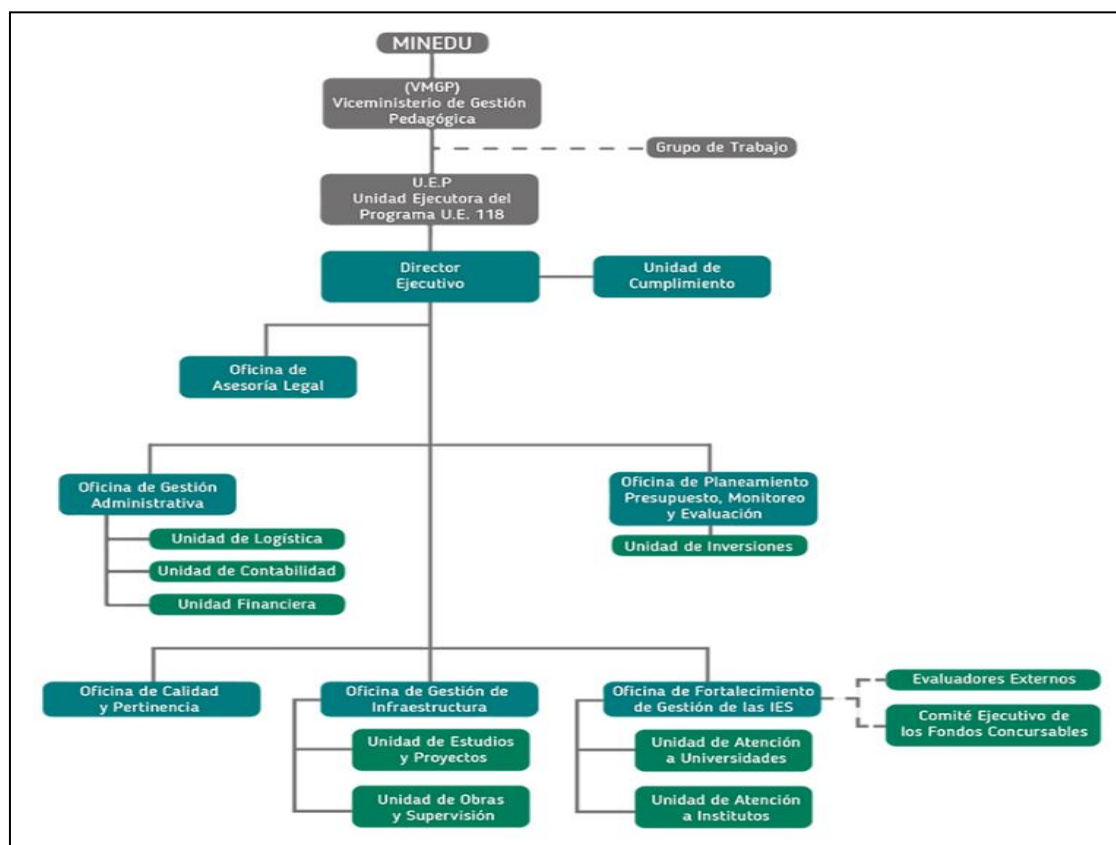 MINEDU
(VMGP)
Viceministerio de Gestión
Pedagógica
Grupo de Trabajo
U.E.P
Unidad Ejecutora del
Programa U.E. 118
Director
Ejecutivo
Unidad de
Cumplimiento
Oficina de
Asesoría Legal
Oficina de Gestión
Administrativa
Unidad de Logística
Unidad de Contabilidad
Unidad Financiera
Oficina de Planeamiento
Presupuesto, Monitoreo
y Evaluación
Unidad de Inversiones
Oficina de Calidad
y Pertinencia
Oficina de Gestión de
Infraestructura
Unidad de Estudios
y Proyectos
Unidad de Obras
y Supervisión
Oficina de Fortalecimiento
de Gestión de las IES
Unidad de Atención
a Universidades
Unidad de Atención
a Institutos
Evaluadores Externos
Comité Ejecutivo de
los Fondos Concursables